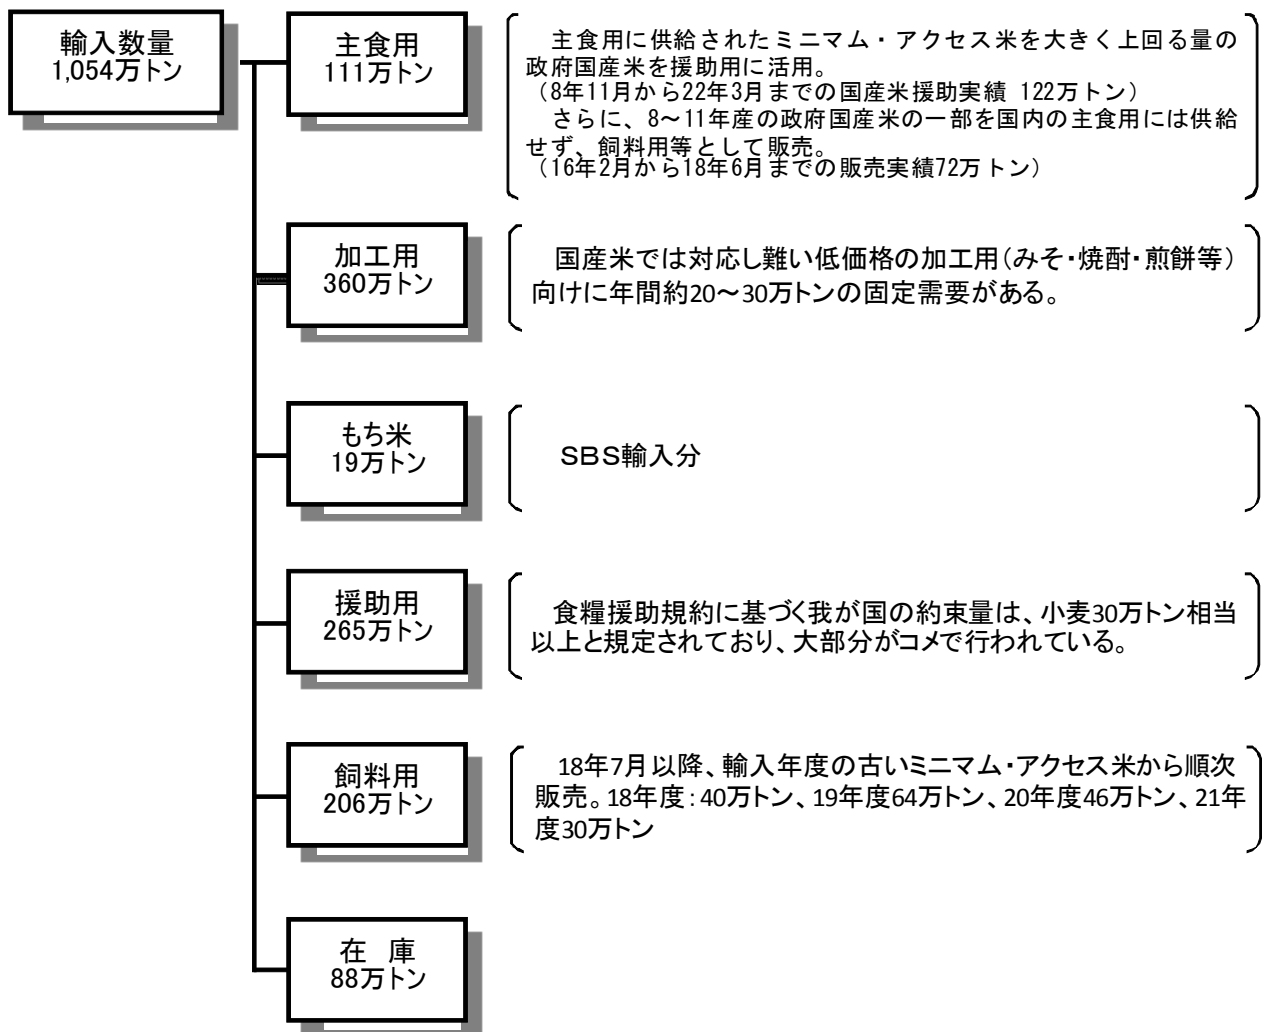 輸入数量
1,054万トン
主食用
111万トン
主食用に供給されたミニマム・アクセス米を大きく上回る量の
政府国産米を援助用に活用。
(8年11月から22年3月までの国産米援助実績 122万トン)
さらに、8~11年産の政府国産米の一部を国内の主食用には供給
せず、飼料用等として販売。
(16年2月から18年6月までの販売実績72万トン)
加工用
360万トン
国産米では対応し難い低価格の加工用(みそ・焼酎・煎餅等)
向けに年間約20~30万トンの固定需要がある。
もち米
19万トン
SBS輸入分
援助用
265万トン
食糧援助規約に基づく我が国の約束量は、小麦30万トン相当
以上と規定されており、大部分がコメで行われている。
飼料用
206万トン
18年7月以降、輸入年度の古いミニマム・アクセス米から順次
販売。18年度:40万トン、19年度64万トン、20年度46万トン、21年
度30万トン
在 庫
88万トン